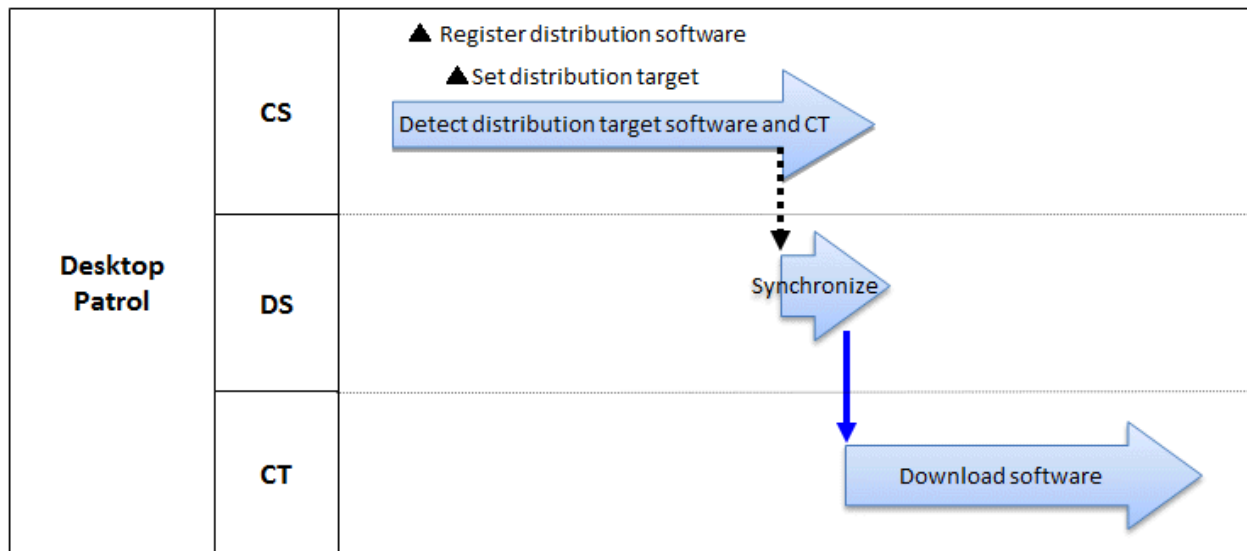 Desktop
Patrol
CS
▲ Register distribution software
▲ Set distribution target
Detect distribution target software and CT
DS
Synchronize
CT
Download software